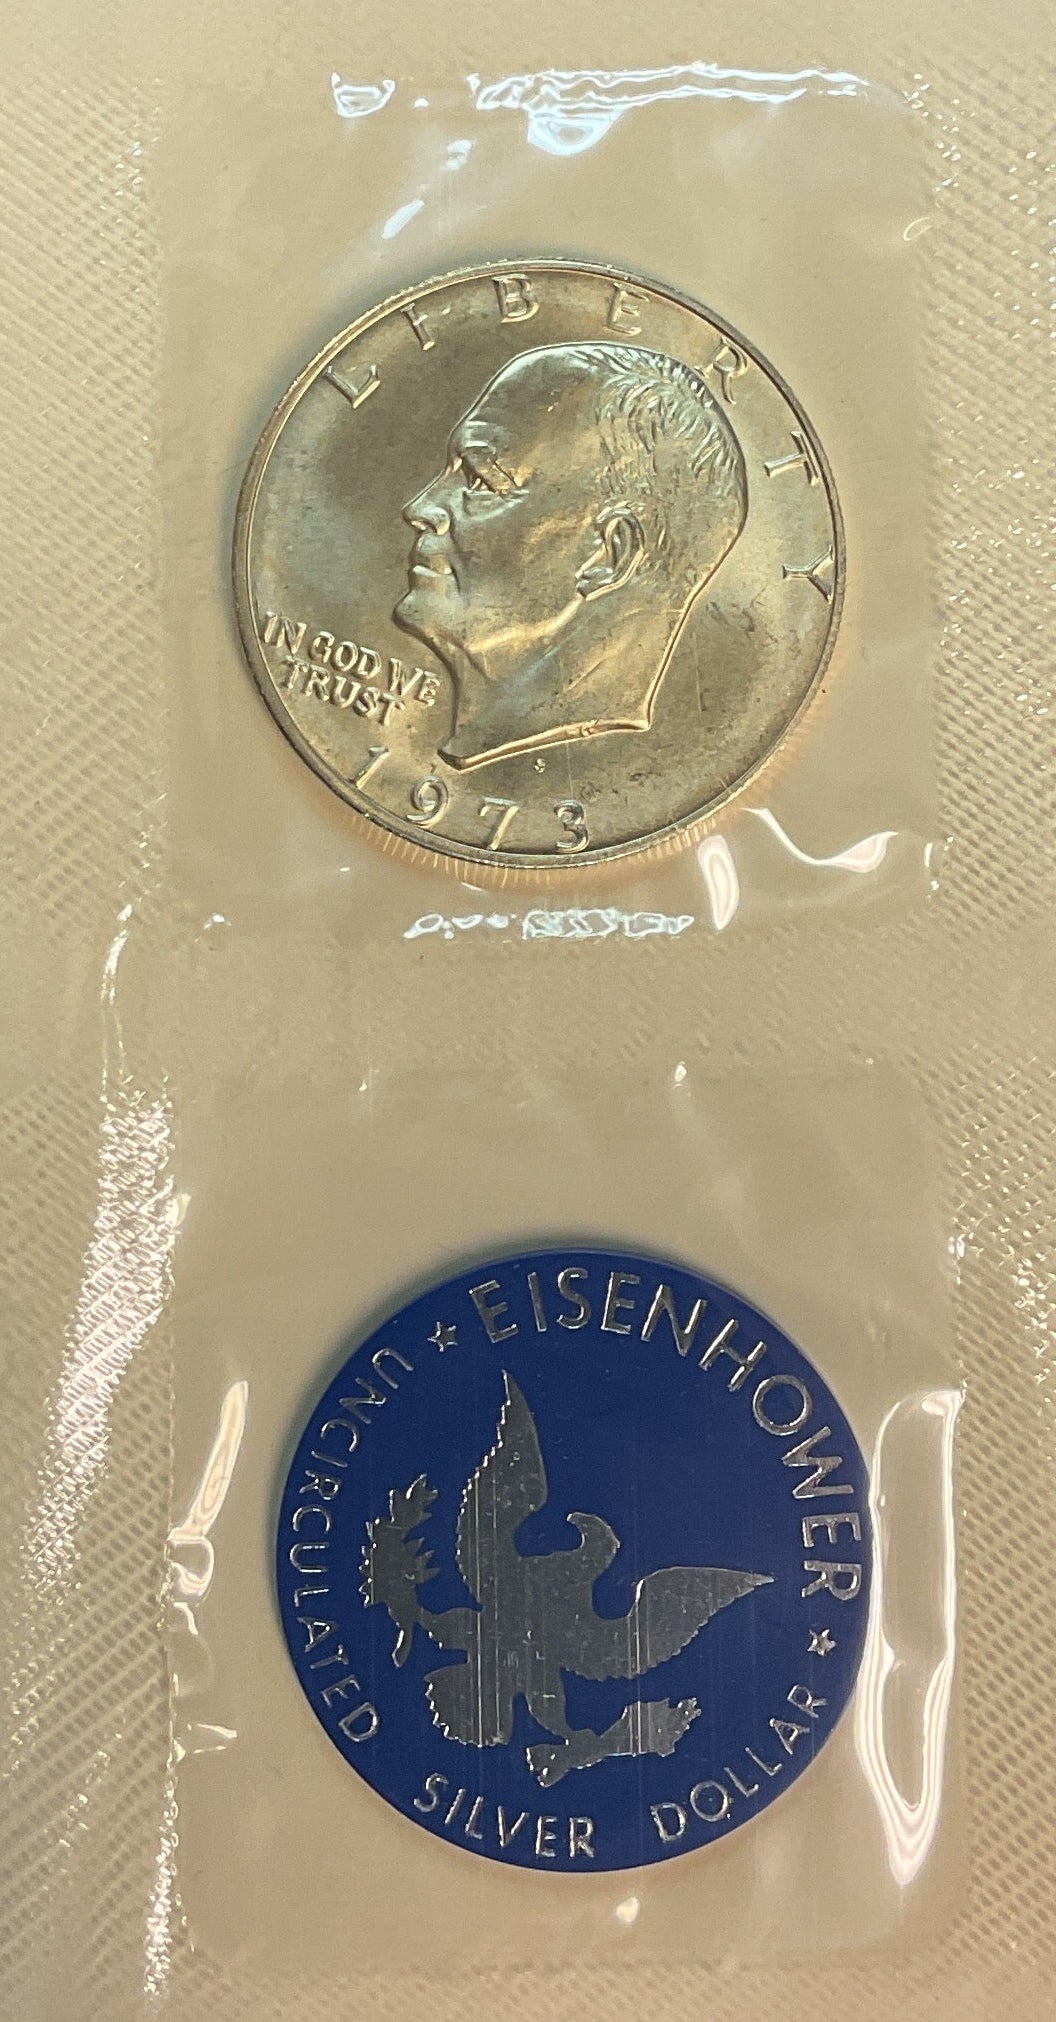 LIBERTY
IN GOD WE
TRUST
S
1973
★ EISENHOWER ★
UNCIRCULATED SILVER DOLLAR